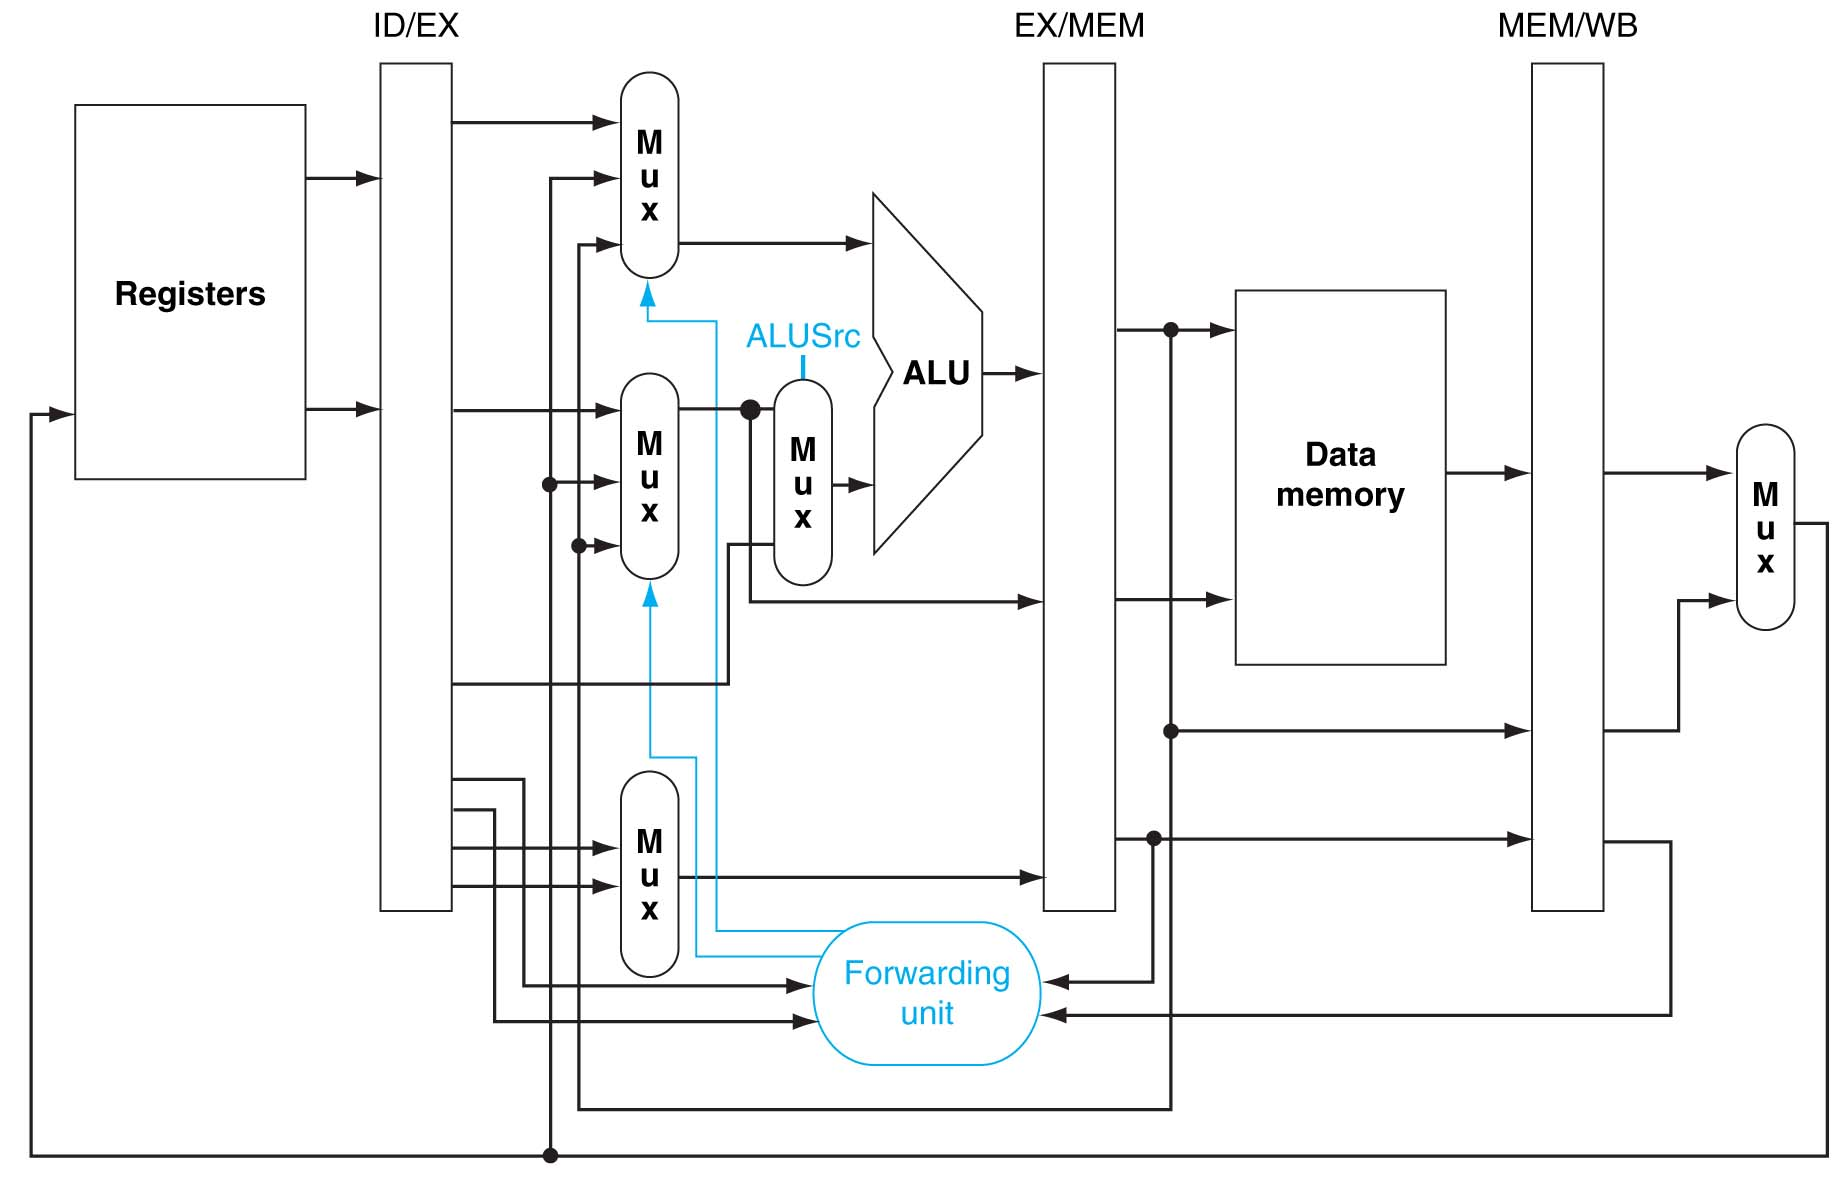 ID/EX
EX/MEM
MEM/WB
M
u
x
Registers
ALUSrc
ALU
M
u
x
M
u
x
Data
memory
M
u
x
M
u
x
Forwarding
unit